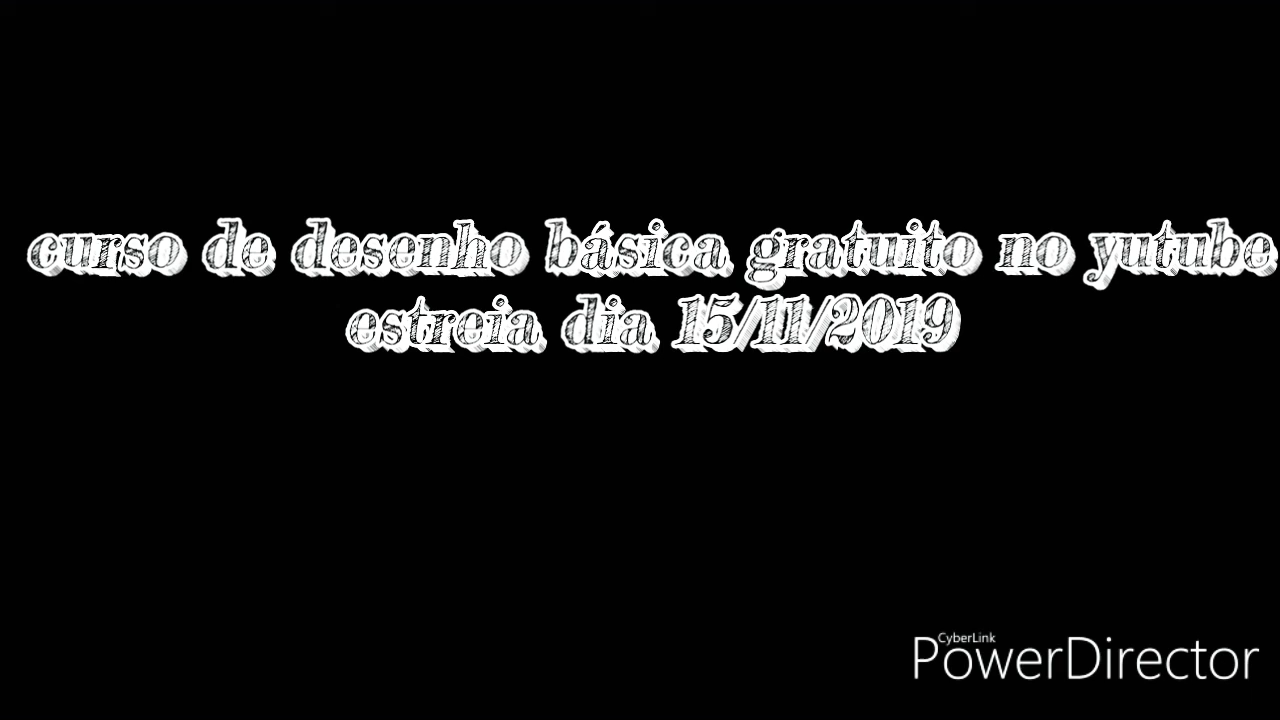 curso de desenho básica gratuito no yutube
estreia dia 15/11/2019
CyberLink
PowerDirector